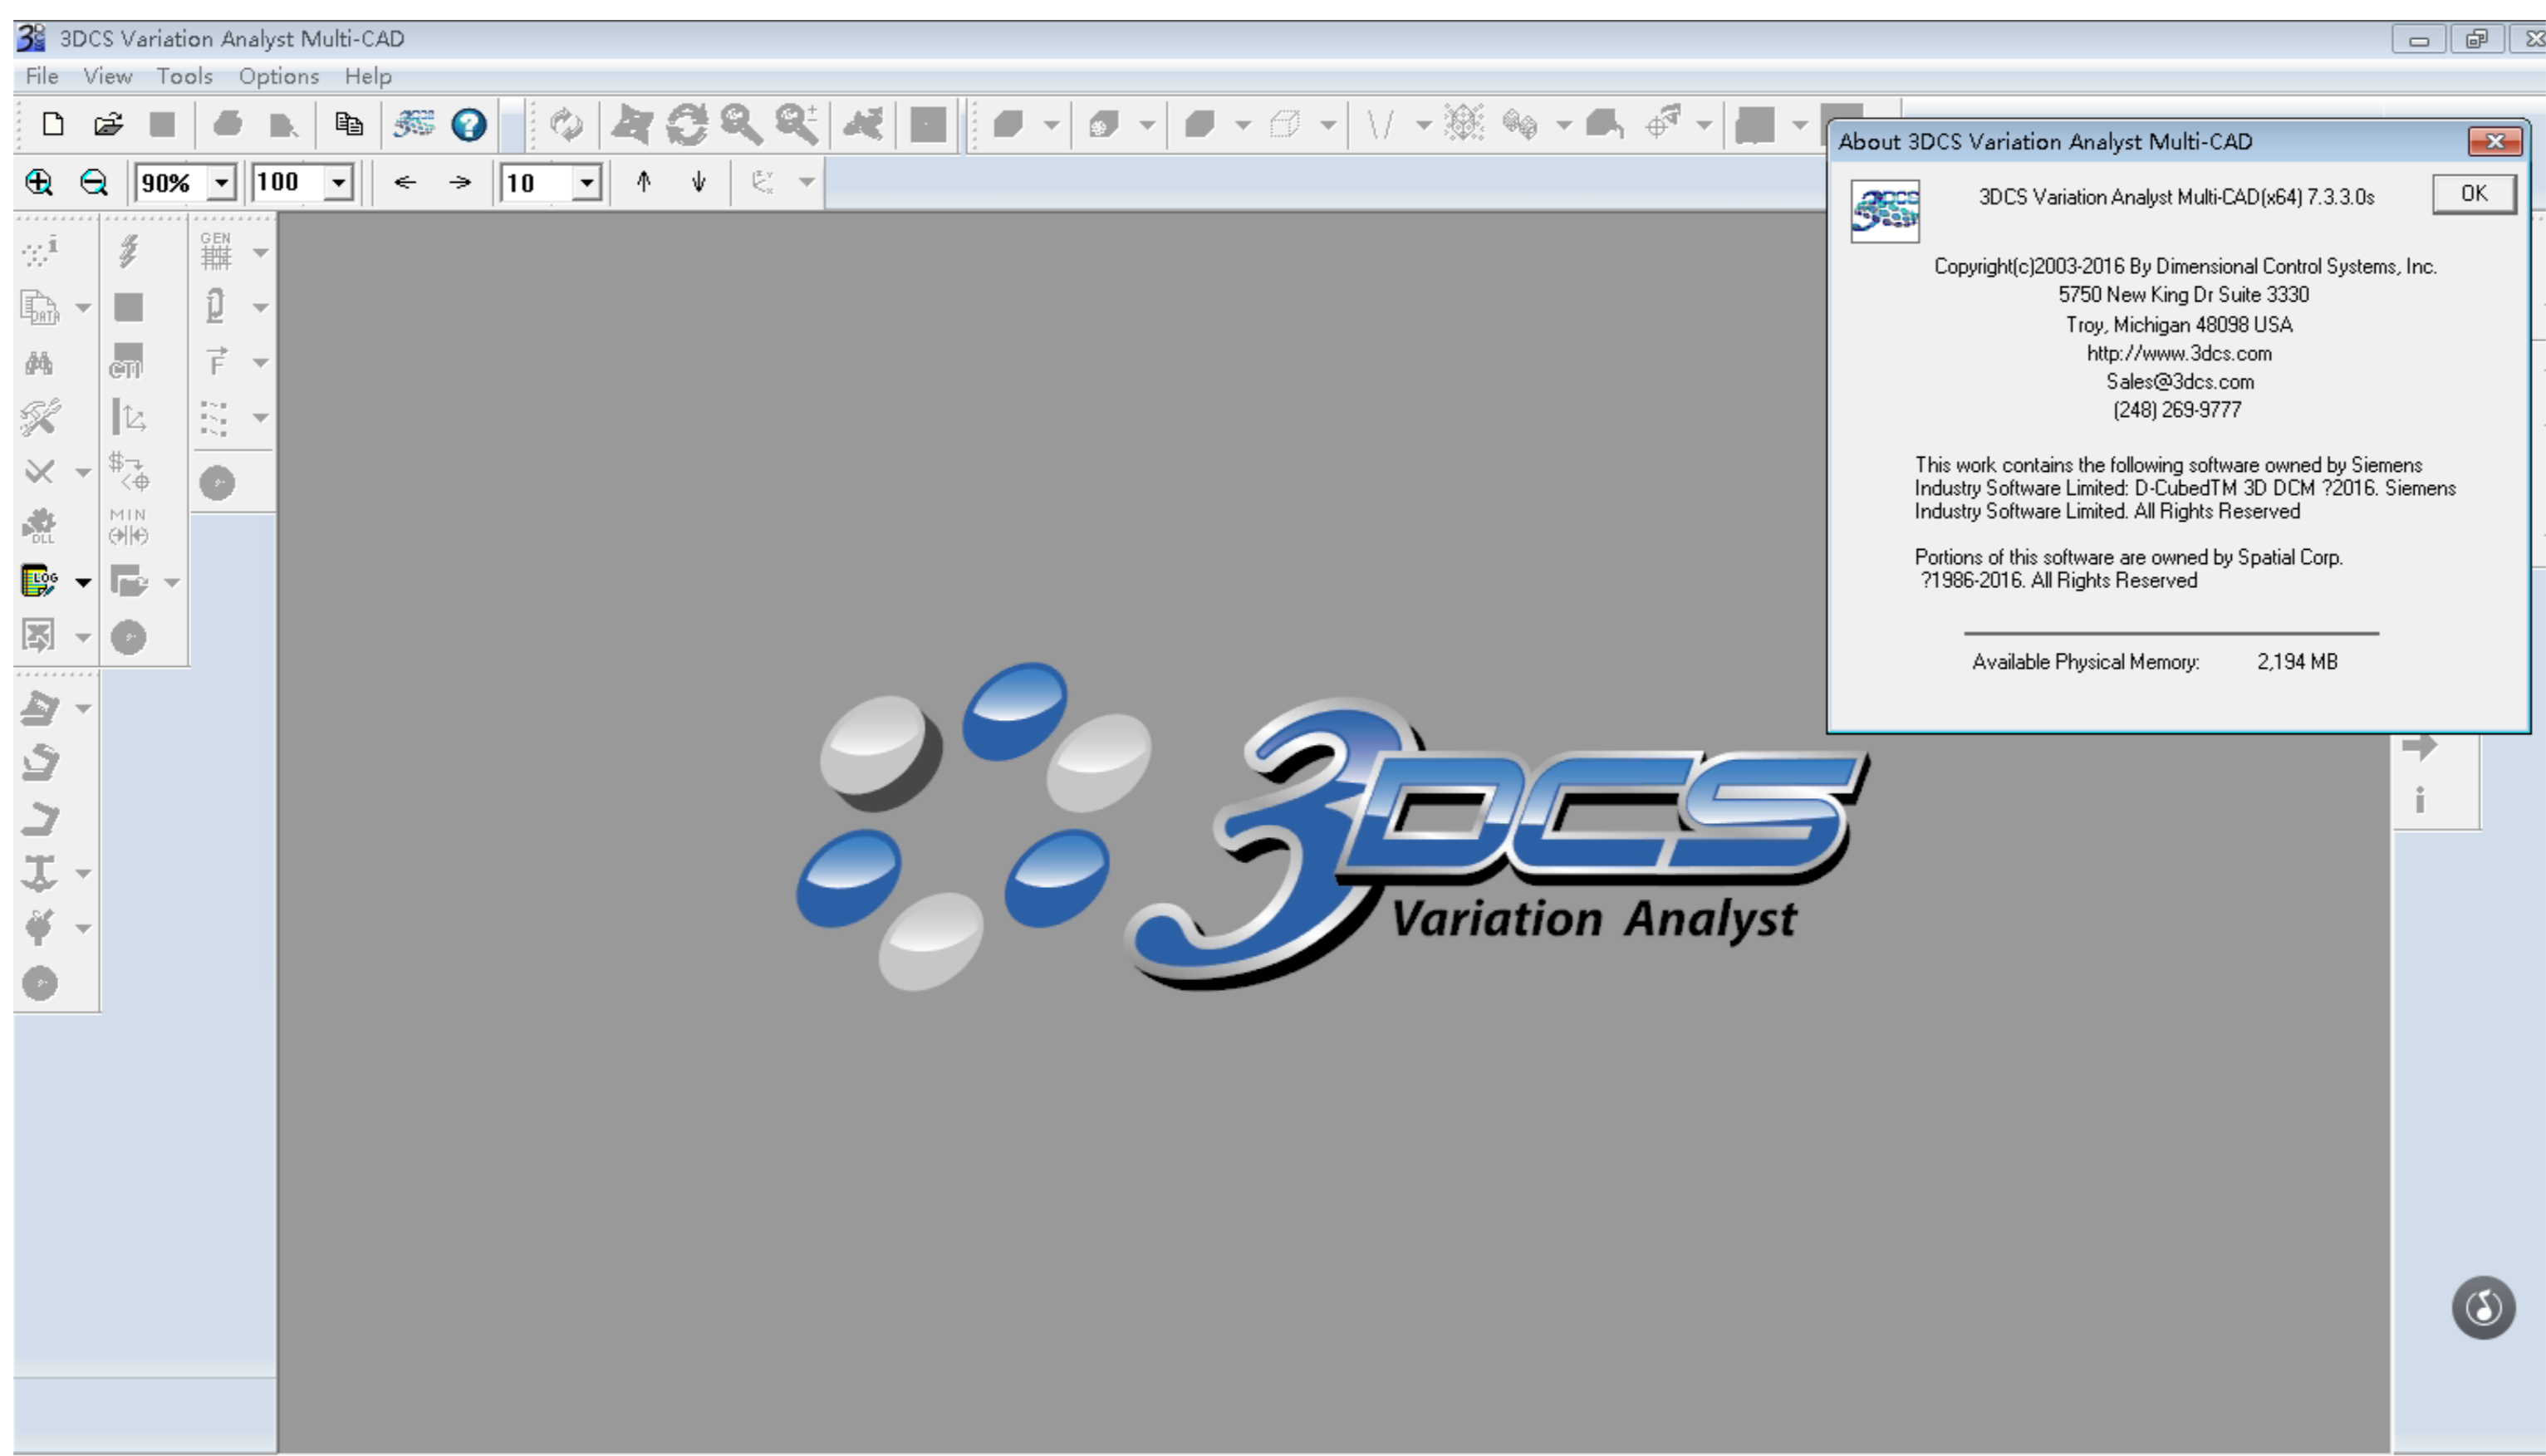 3DCS Variation Analyst Multi-CAD
File View Tools Options Help
90% 100 10
GEN
DATA
F
CTI
MIN
DLL
LOG
About 3DCS Variation Analyst Multi-CAD
3DCS
3DCS Variation Analyst Multi-CAD(x64) 7.3.3.0s
OK
Copyright(c)2003-2016 By Dimensional Control Systems, Inc.
5750 New King Dr Suite 3330
Troy, Michigan 48098 USA
http://www.3dcs.com
Sales@3dcs.com
(248) 269-9777
This work contains the following software owned by Siemens
Industry Software Limited: D-CubedTM 3D DCM ?2016. Siemens
Industry Software Limited. All Rights Reserved
Portions of this software are owned by Spatial Corp.
?1986-2016. All Rights Reserved
Available Physical Memory: 2,194 MB
3DCS
Variation Analyst